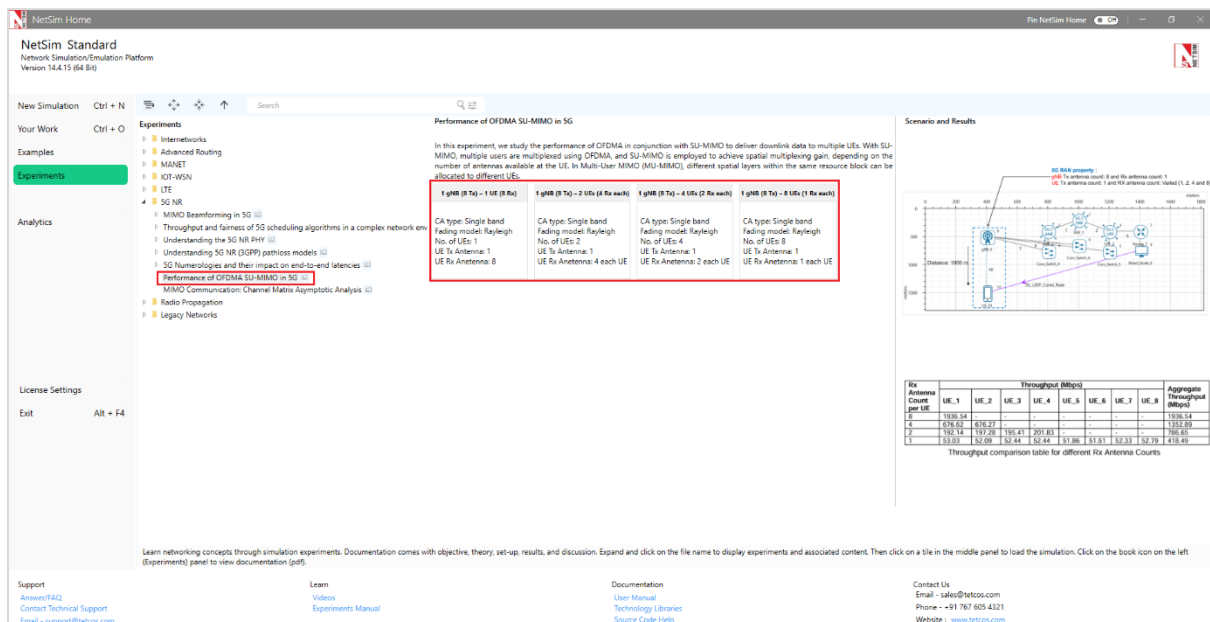 NetSim Home
Pin NetSim Home
Off
NetSim Standard
Network Simulation/Emulation Platform
Version 14.4.15 (64 Bit)
NETSIM
New Simulation Ctrl + N
Your Work Ctrl + O
Examples
Experiments
Analytics
License Settings
Exit Alt + F4
Search
Experiments
Internetworks
Advanced Routing
MANET
IOT-WSN
LTE
5G NR
MIMO Beamforming in 5G
Throughput and fairness of 5G scheduling algorithms in a complex network env
Understanding the 5G NR PHY
Understanding 5G NR (3GPP) pathloss models
5G Numerologies and their impact on end-to-end latencies
Performance of OFDMA SU-MIMO in 5G
MIMO Communication: Channel Matrix Asymptotic Analysis
Radio Propagation
Legacy Networks
Performance of OFDMA SU-MIMO in 5G
In this experiment, we study the performance of OFDMA in conjunction with SU-MIMO to deliver downlink data to multiple UEs. With SU-
MIMO, multiple users are multiplexed using OFDMA, and SU-MIMO is employed to achieve spatial multiplexing gain, depending on the
number of antennas available at the UE. In Multi-User MIMO (MU-MIMO), different spatial layers within the same resource block can be
allocated to different UEs.
1 gNB (8 Tx) – 1 UE (8 Rx)
CA type: Single band
Fading model: Rayleigh
No. of UEs: 1
UE Tx Antenna: 1
UE Rx Anetenna: 8
1 gNB (8 Tx) – 2 UEs (4 Rx each)
CA type: Single band
Fading model: Rayleigh
No. of UEs: 2
UE Tx Antenna: 1
UE Rx Anetenna: 4 each UE
1 gNB (8 Tx) – 4 UEs (2 Rx each)
CA type: Single band
Fading model: Rayleigh
No. of UEs: 4
UE Tx Antenna: 1
UE Rx Anetenna: 2 each UE
1 gNB (8 Tx) – 8 UEs (1 Rx each)
CA type: Single band
Fading model: Rayleigh
No. of UEs: 8
UE Tx Antenna: 1
UE Rx Anetenna: 1 each UE
Scenario and Results
5G RAN property :
gNB Tx antenna count: 8 and Rx antenna count: 1
UE Tx antenna count: 1 and RX antenna count: Varied (1, 2, 4 and 8)
meters
0 200 400 600 800 1000 1200 1400 1600 1800
500
Distance: 1000 m
Rx Antenna Count per UE Throughput (Mbps) Aggregate Throughput (Mbps)
UE_1 UE_2 UE_3 UE_4 UE_5 UE_6 UE_7 UE_8
8 1936.54 - - - - - - - 1936.54
4 676.62 676.27 - - - - - - 1352.89
2 192.14 197.28 195.41 201.83 - - - - 786.65
1 53.03 52.09 52.44 52.44 51.86 51.51 52.33 52.79 418.49
Throughput comparison table for different Rx Antenna Counts
Learn networking concepts through simulation experiments. Documentation comes with objective, theory, set-up, results, and discussion. Expand and click on the file name to display experiments and associated content. Then click on a tile in the middle panel to load the simulation. Click on the book icon on the left
(Experiments) panel to view documentation (pdf).
Support
Answer/FAQ
Contact Technical Support
Email - support@tetcos.com
Learn
Videos
Experiments Manual
Documentation
User Manual
Technology Libraries
Source Code Help
Contact Us
Email - sales@tetcos.com
Phone - +91 767 605 4321
Website : www.tetcos.com